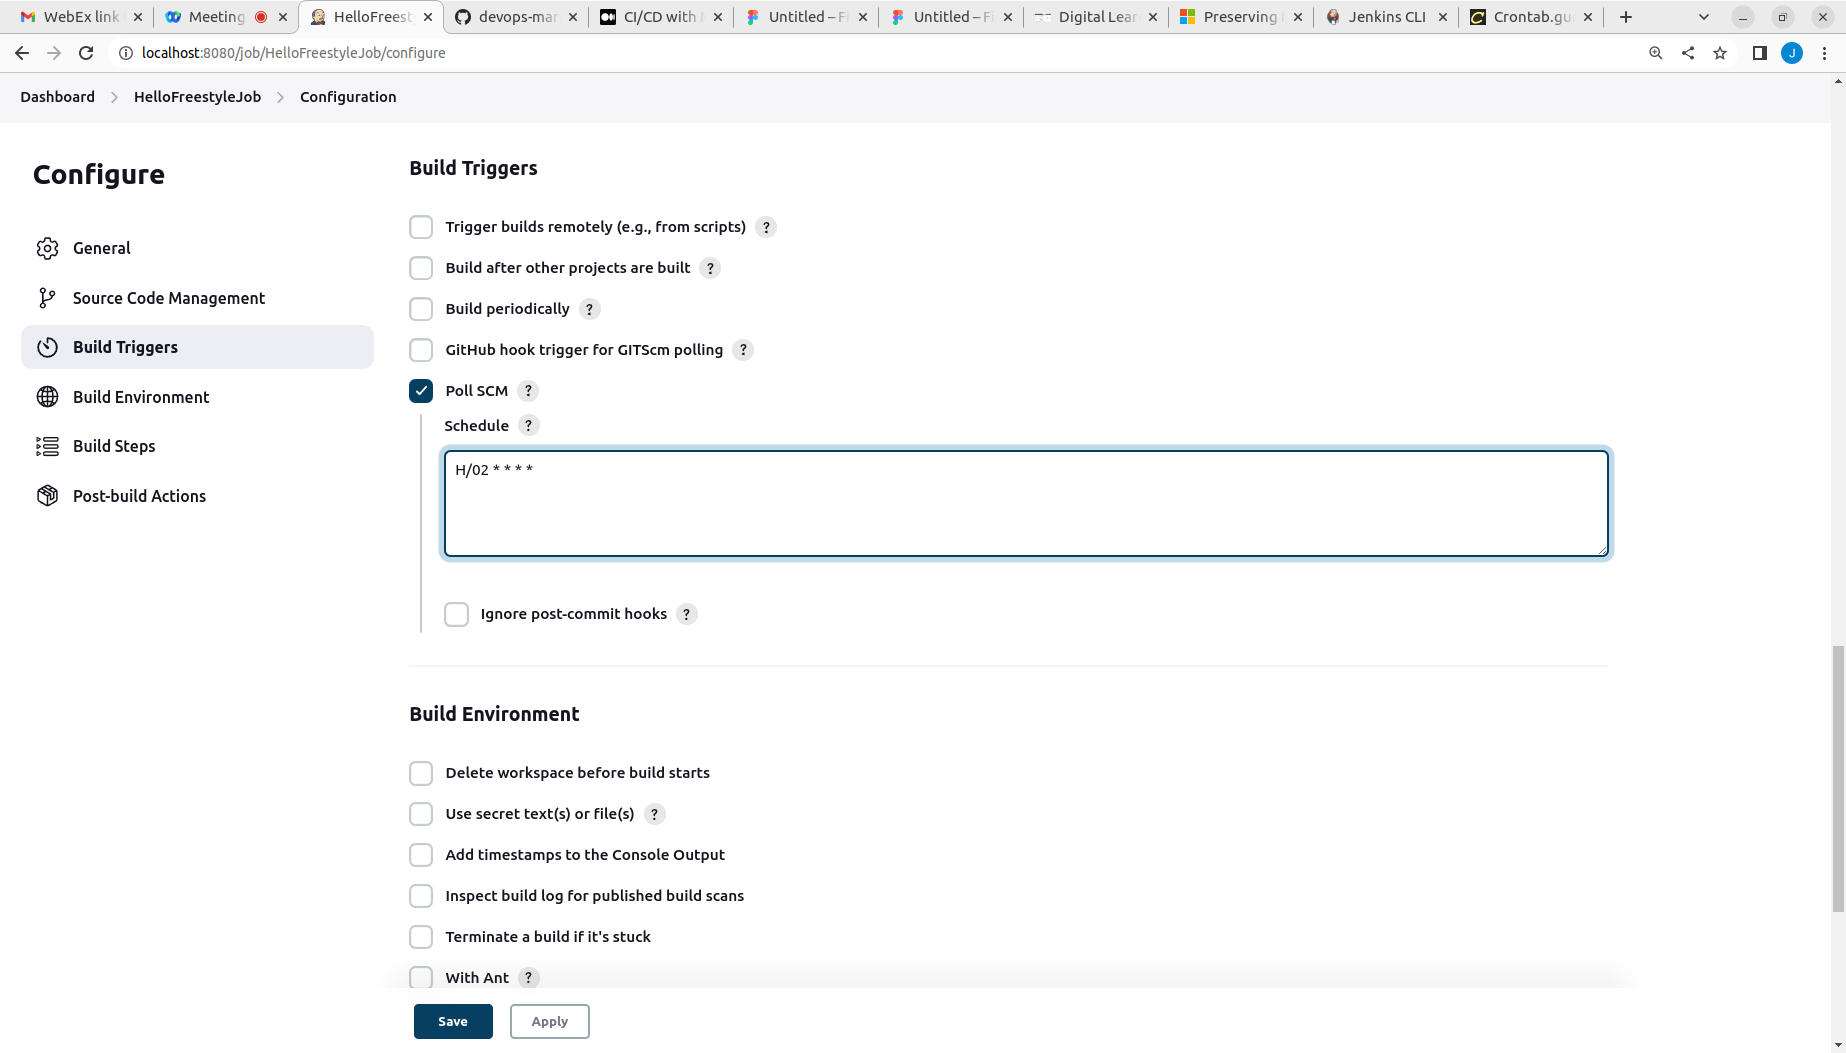 WebEx link
Meeting
HelloFreest
devops-mar
CI/CD with
Untitled – Fi
Untitled – Fi
Digital Lear
Preserving
Jenkins CLI
Crontab.gu
localhost:8080/job/HelloFreestyleJob/configure
J
Dashboard > HelloFreestyleJob > Configuration
Configure
General
Source Code Management
Build Triggers
Build Environment
Build Steps
Post-build Actions
Build Triggers
Trigger builds remotely (e.g., from scripts) ?
Build after other projects are built ?
Build periodically ?
GitHub hook trigger for GITScm polling ?
Poll SCM ?
Schedule ?
H/02 * * * *
Ignore post-commit hooks ?
Build Environment
Delete workspace before build starts
Use secret text(s) or file(s) ?
Add timestamps to the Console Output
Inspect build log for published build scans
Terminate a build if it's stuck
With Ant ?
Save
Apply